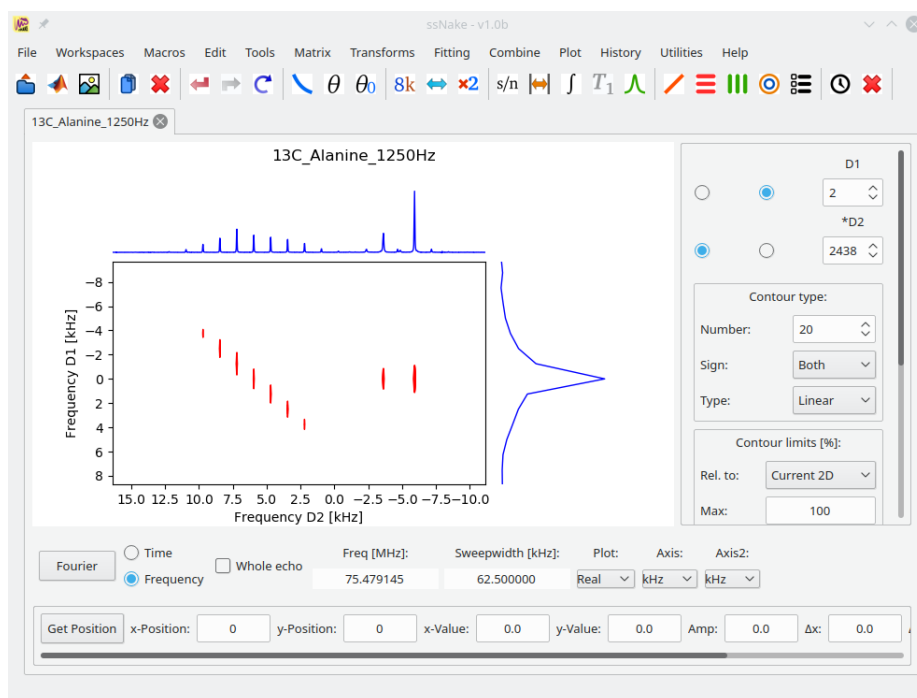 ssNake - v1.0b
File Workspaces Macros Edit Tools Matrix Transforms Fitting Combine Plot History Utilities Help
θ θ0 8k ×2 s/n ∫ T1
13C_Alanine_1250Hz
13C_Alanine_1250Hz
D1
2
*D2
2438
Contour type:
Number: 20
Sign: Both
Type: Linear
Contour limits [%]:
Rel. to: Current 2D
Max: 100
Frequency D1 [kHz]
−8
−6
−4
−2
0
2
4
6
8
15.0 12.5 10.0 7.5 5.0 2.5 0.0 −2.5 −5.0 −7.5 −10.0
Frequency D2 [kHz]
Fourier
Time
Frequency
Whole echo
Freq [MHz]: Sweepwidth [kHz]: Plot: Axis: Axis2:
75.479145 62.500000 Real kHz kHz
Get Position x-Position: 0 y-Position: 0 x-Value: 0.0 y-Value: 0.0 Amp: 0.0 Δx: 0.0